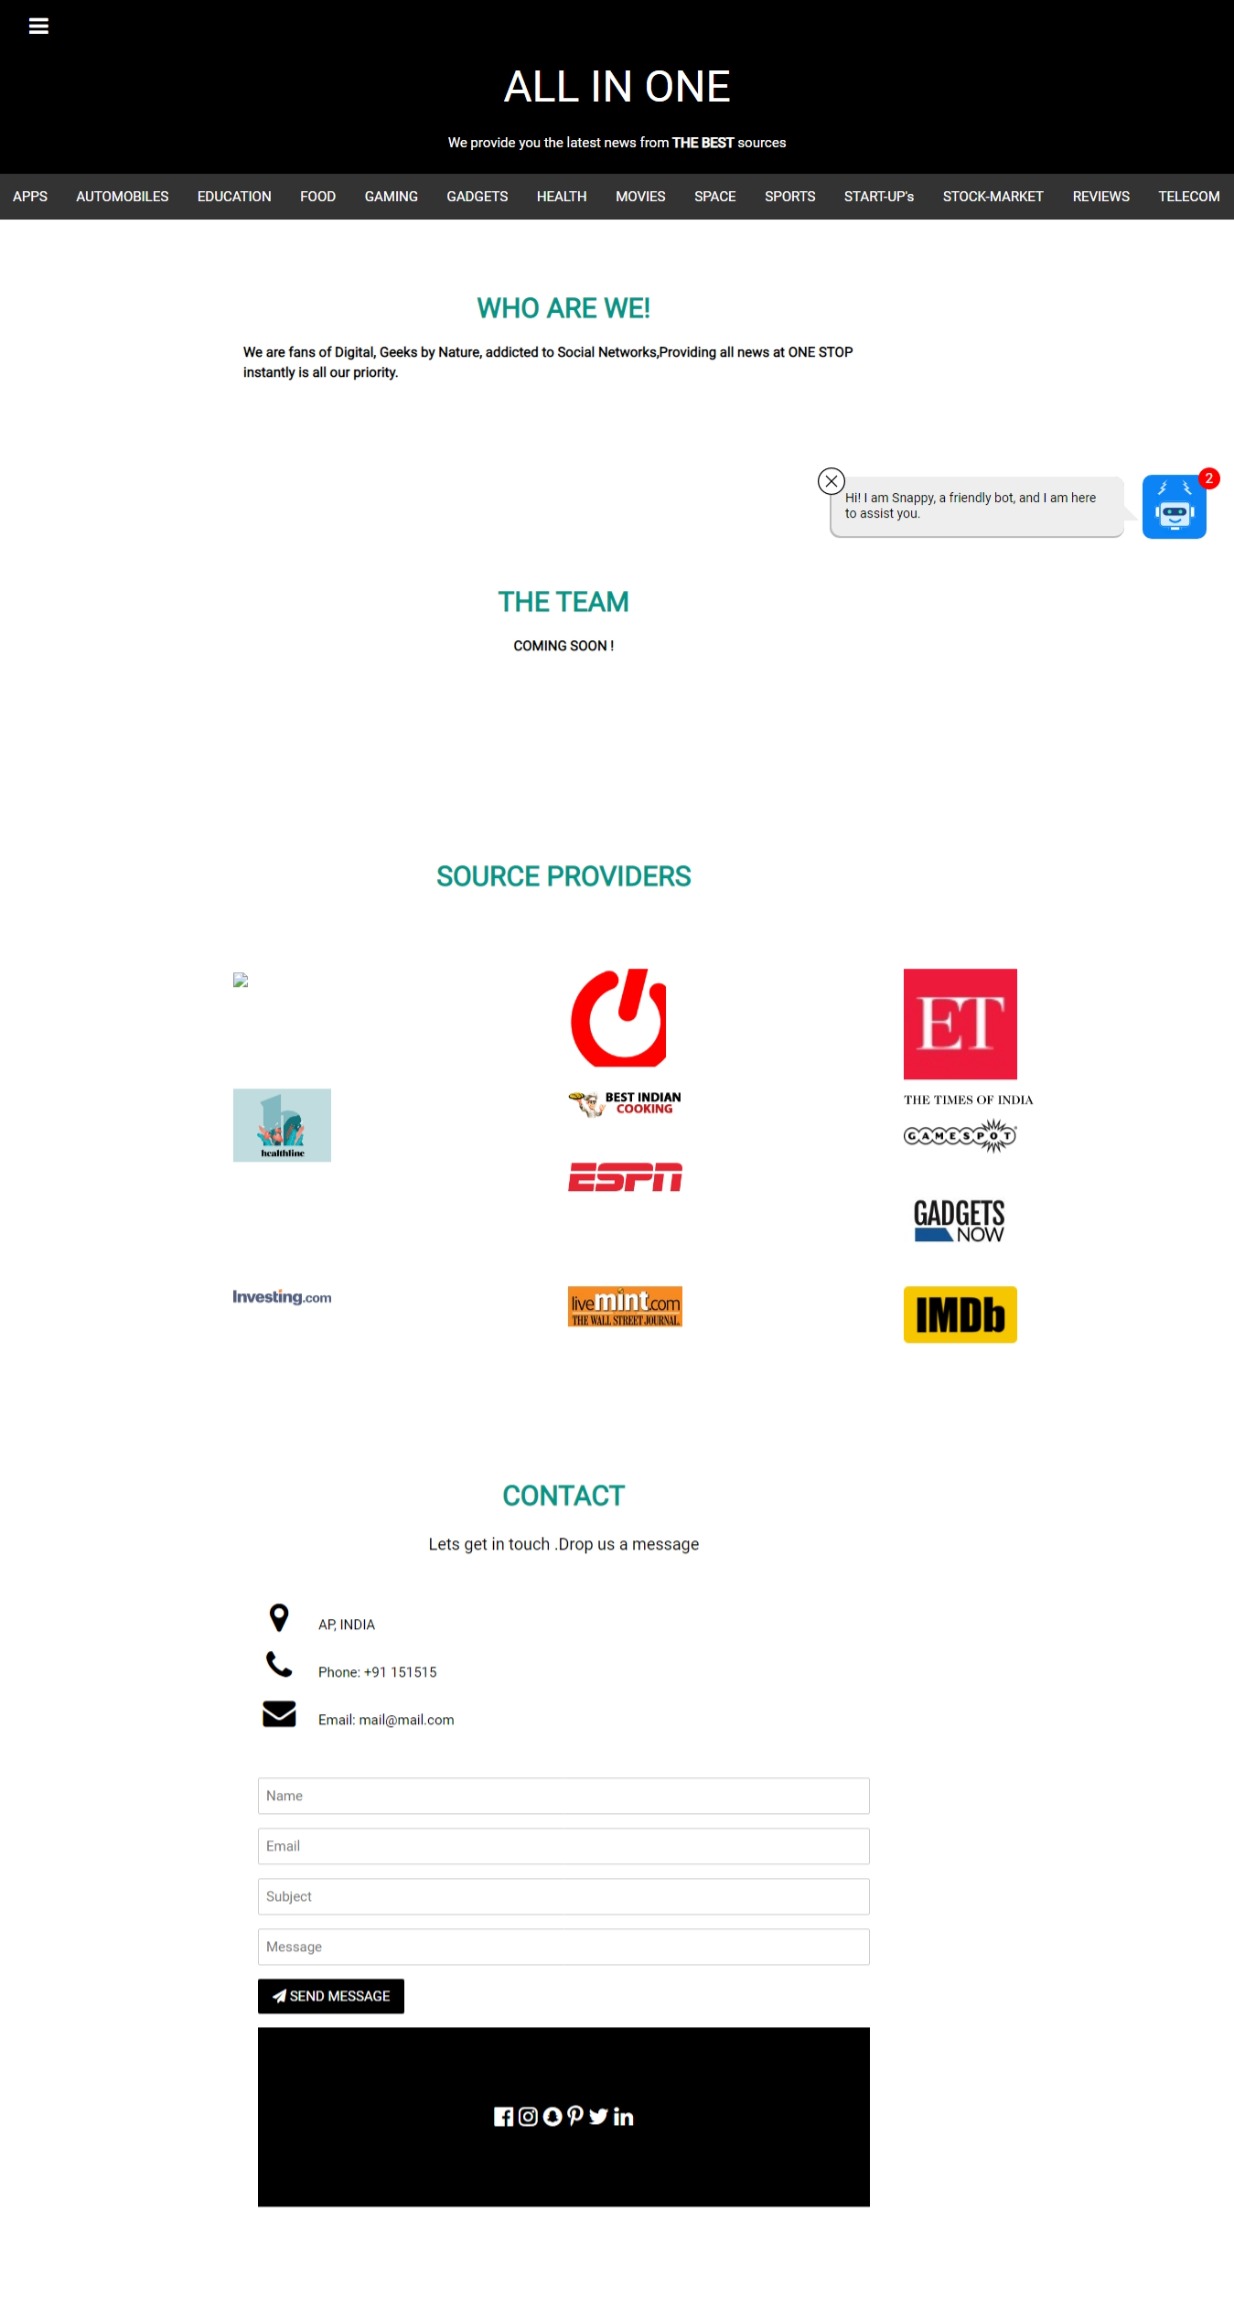 ALL IN ONE
We provide you the latest news from THE BEST sources
APPS AUTOMOBILES EDUCATION FOOD GAMING GADGETS HEALTH MOVIES SPACE SPORTS START-UP's STOCK-MARKET REVIEWS TELECOM
WHO ARE WE!
We are fans of Digital, Geeks by Nature, addicted to Social Networks,Providing all news at ONE STOP
instantly is all our priority.
2
Hi! I am Snappy, a friendly bot, and I am here
to assist you.
THE TEAM
COMING SOON !
SOURCE PROVIDERS
ET
healthline
BEST INDIAN
COOKING
THE TIMES OF INDIA
GAMESPOT
ESPN
GADGETS
NOW
Investing.com
livemint.com
THE WALL STREET JOURNAL.
IMDb
CONTACT
Lets get in touch .Drop us a message
AP, INDIA
Phone: +91 151515
Email: mail@mail.com
Name
Email
Subject
Message
SEND MESSAGE